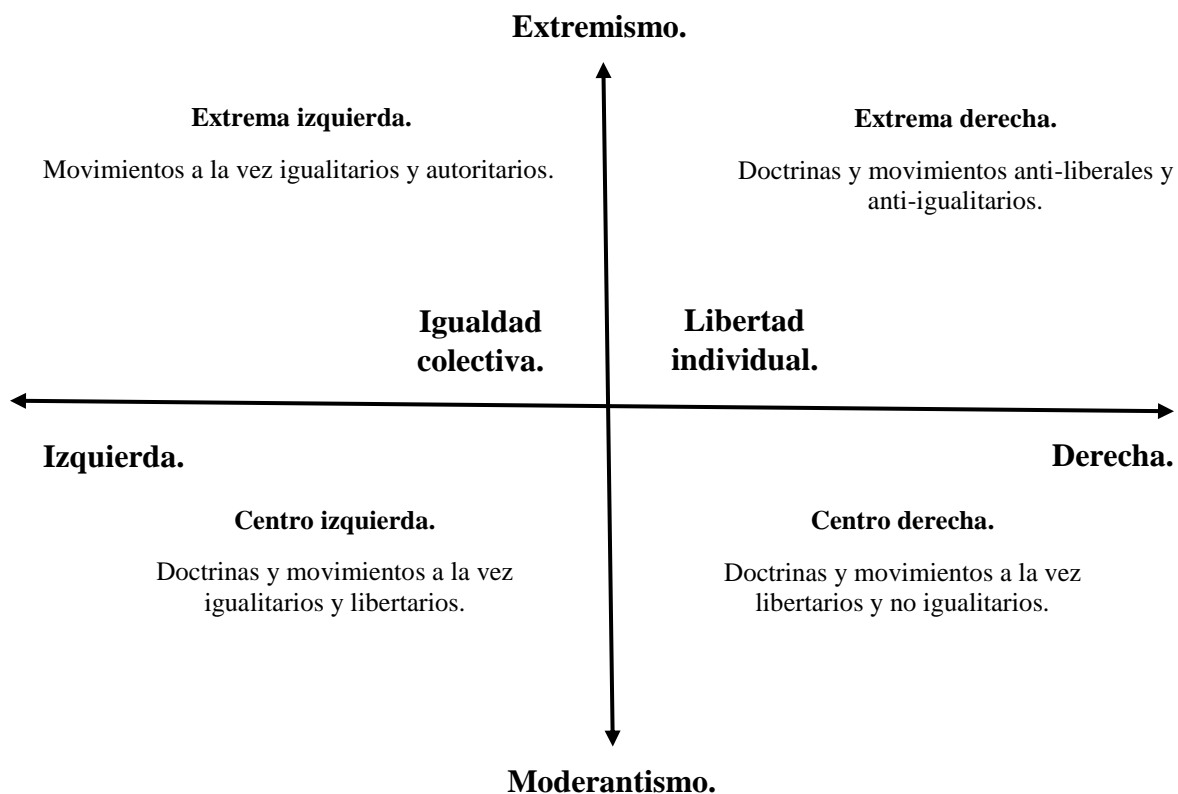 Extremismo.
Extrema izquierda.
Movimientos a la vez igualitarios y autoritarios.
Extrema derecha.
Doctrinas y movimientos anti-liberales y
anti-igualitarios.
Igualdad
colectiva.
Libertad
individual.
Izquierda.
Derecha.
Centro izquierda.
Doctrinas y movimientos a la vez
igualitarios y libertarios.
Centro derecha.
Doctrinas y movimientos a la vez
libertarios y no igualitarios.
Moderantismo.